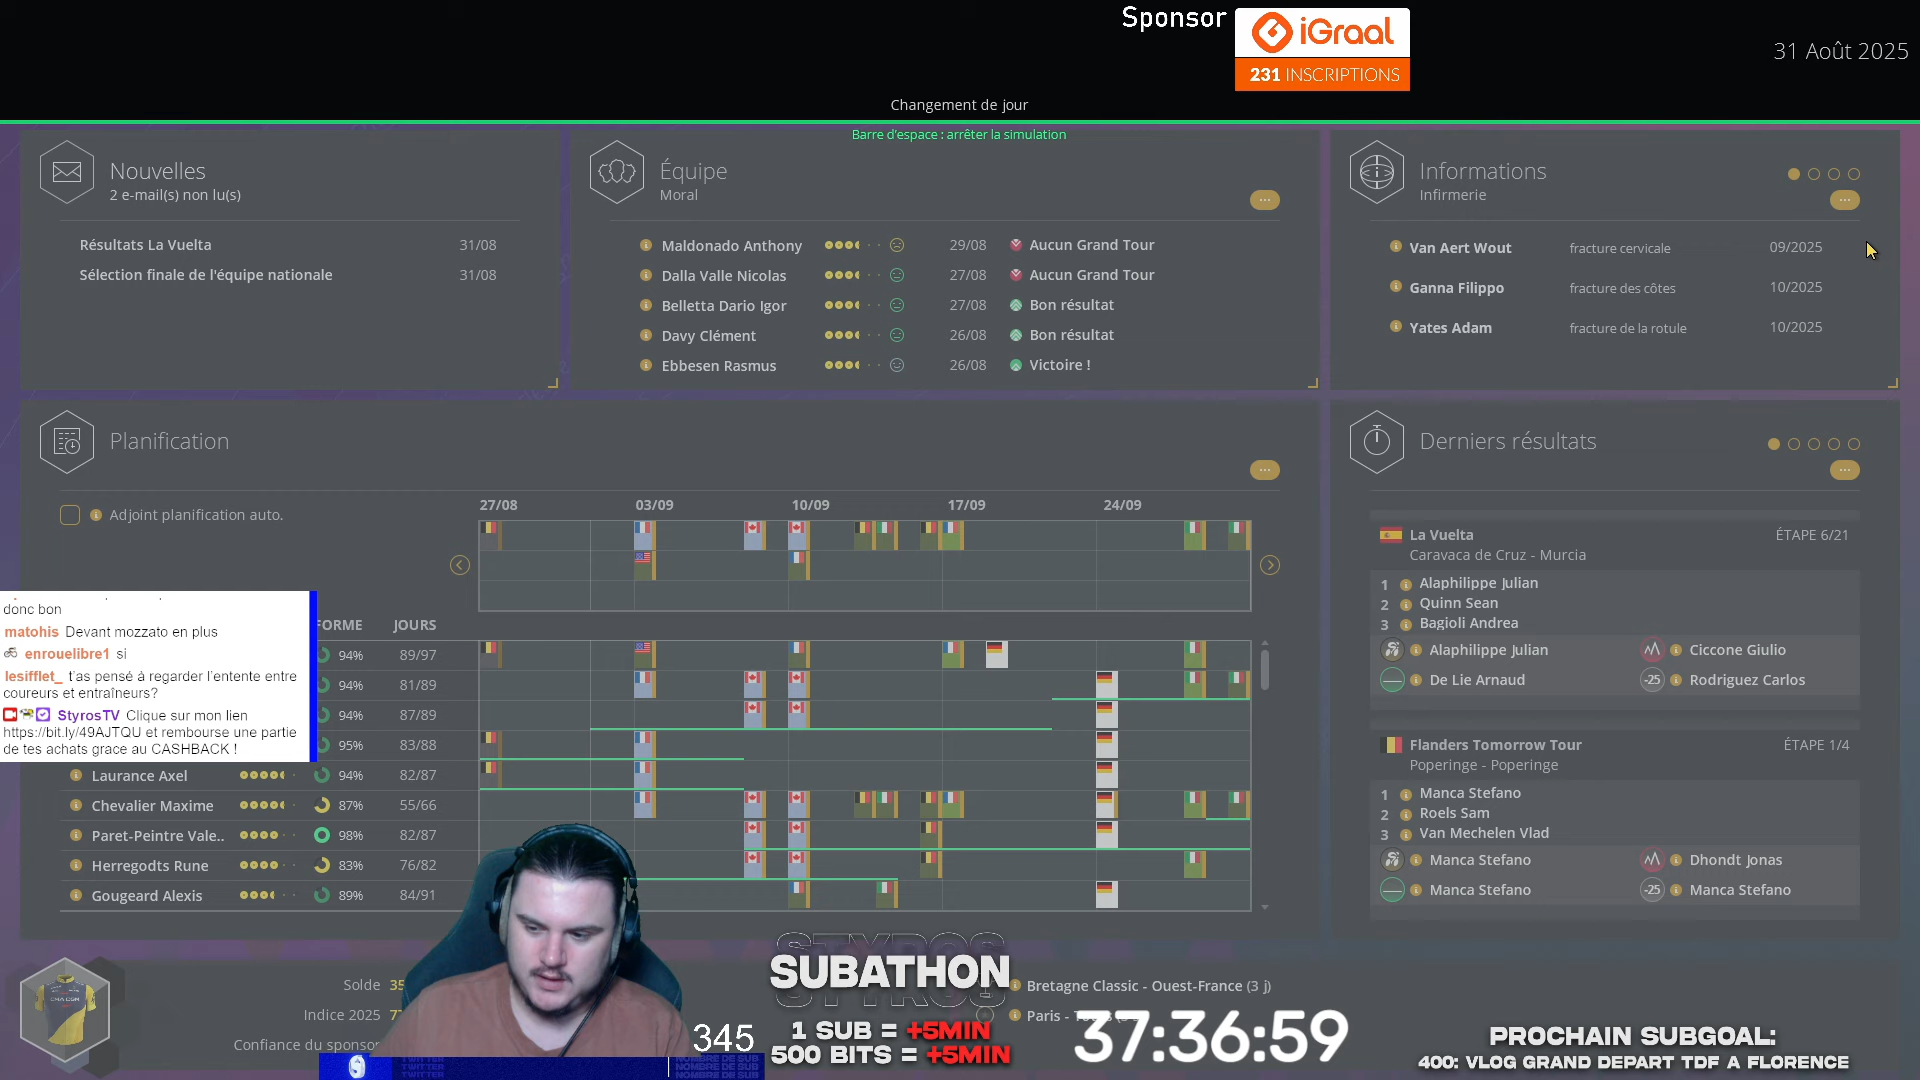 Sponsor
iGraal
231 INSCRIPTIONS
31 Août 2025
Changement de jour
Barre d'espace : arrêter la simulation
Nouvelles
2 e-mail(s) non lu(s)
Résultats La Vuelta 31/08
Sélection finale de l'équipe nationale 31/08
Équipe
Moral
Maldonado Anthony 29/08 Aucun Grand Tour
Dalla Valle Nicolas 27/08 Aucun Grand Tour
Belletta Dario Igor 27/08 Bon résultat
Davy Clément 26/08 Bon résultat
Ebbesen Rasmus 26/08 Victoire !
Informations
Infirmerie
Van Aert Wout fracture cervicale 09/2025
Ganna Filippo fracture des côtes 10/2025
Yates Adam fracture de la rotule 10/2025
Planification
Adjoint planification auto.
27/08 03/09 10/09 17/09 24/09
FORME JOURS
94% 89/97
94% 81/89
94% 87/89
95% 83/88
Laurance Axel 94% 82/87
Chevalier Maxime 87% 55/66
Paret-Peintre Vale.. 98% 82/87
Herregodts Rune 83% 76/82
Gougeard Alexis 89% 84/91
donc bon
matohis Devant mozzato en plus
enrouelibre1 si
lesifflet_ t'as pensé à regarder l'entente entre
coureurs et entraîneurs?
StyrosTV Clique sur mon lien
https://bit.ly/49AJTQU et rembourse une partie
de tes achats grace au CASHBACK !
Derniers résultats
La Vuelta ÉTAPE 6/21
Caravaca de Cruz - Murcia
1 Alaphilippe Julian
2 Quinn Sean
3 Bagioli Andrea
Alaphilippe Julian Ciccone Giulio
De Lie Arnaud -25 Rodriguez Carlos
Flanders Tomorrow Tour ÉTAPE 1/4
Poperinge - Poperinge
1 Manca Stefano
2 Roels Sam
3 Van Mechelen Vlad
Manca Stefano Dhondt Jonas
Manca Stefano -25 Manca Stefano
Solde 35
Indice 2025
Confiance du sponsor
CMA CGM
345
TWITTER
NOMBRE DE SUB
STYROS
SUBATHON
STYROS
1 SUB = +5MIN
500 BITS = +5MIN
Bretagne Classic - Ouest-France (3 j)
Paris -
37:36:59
PROCHAIN SUBGOAL:
400: VLOG GRAND DEPART TDF A FLORENCE